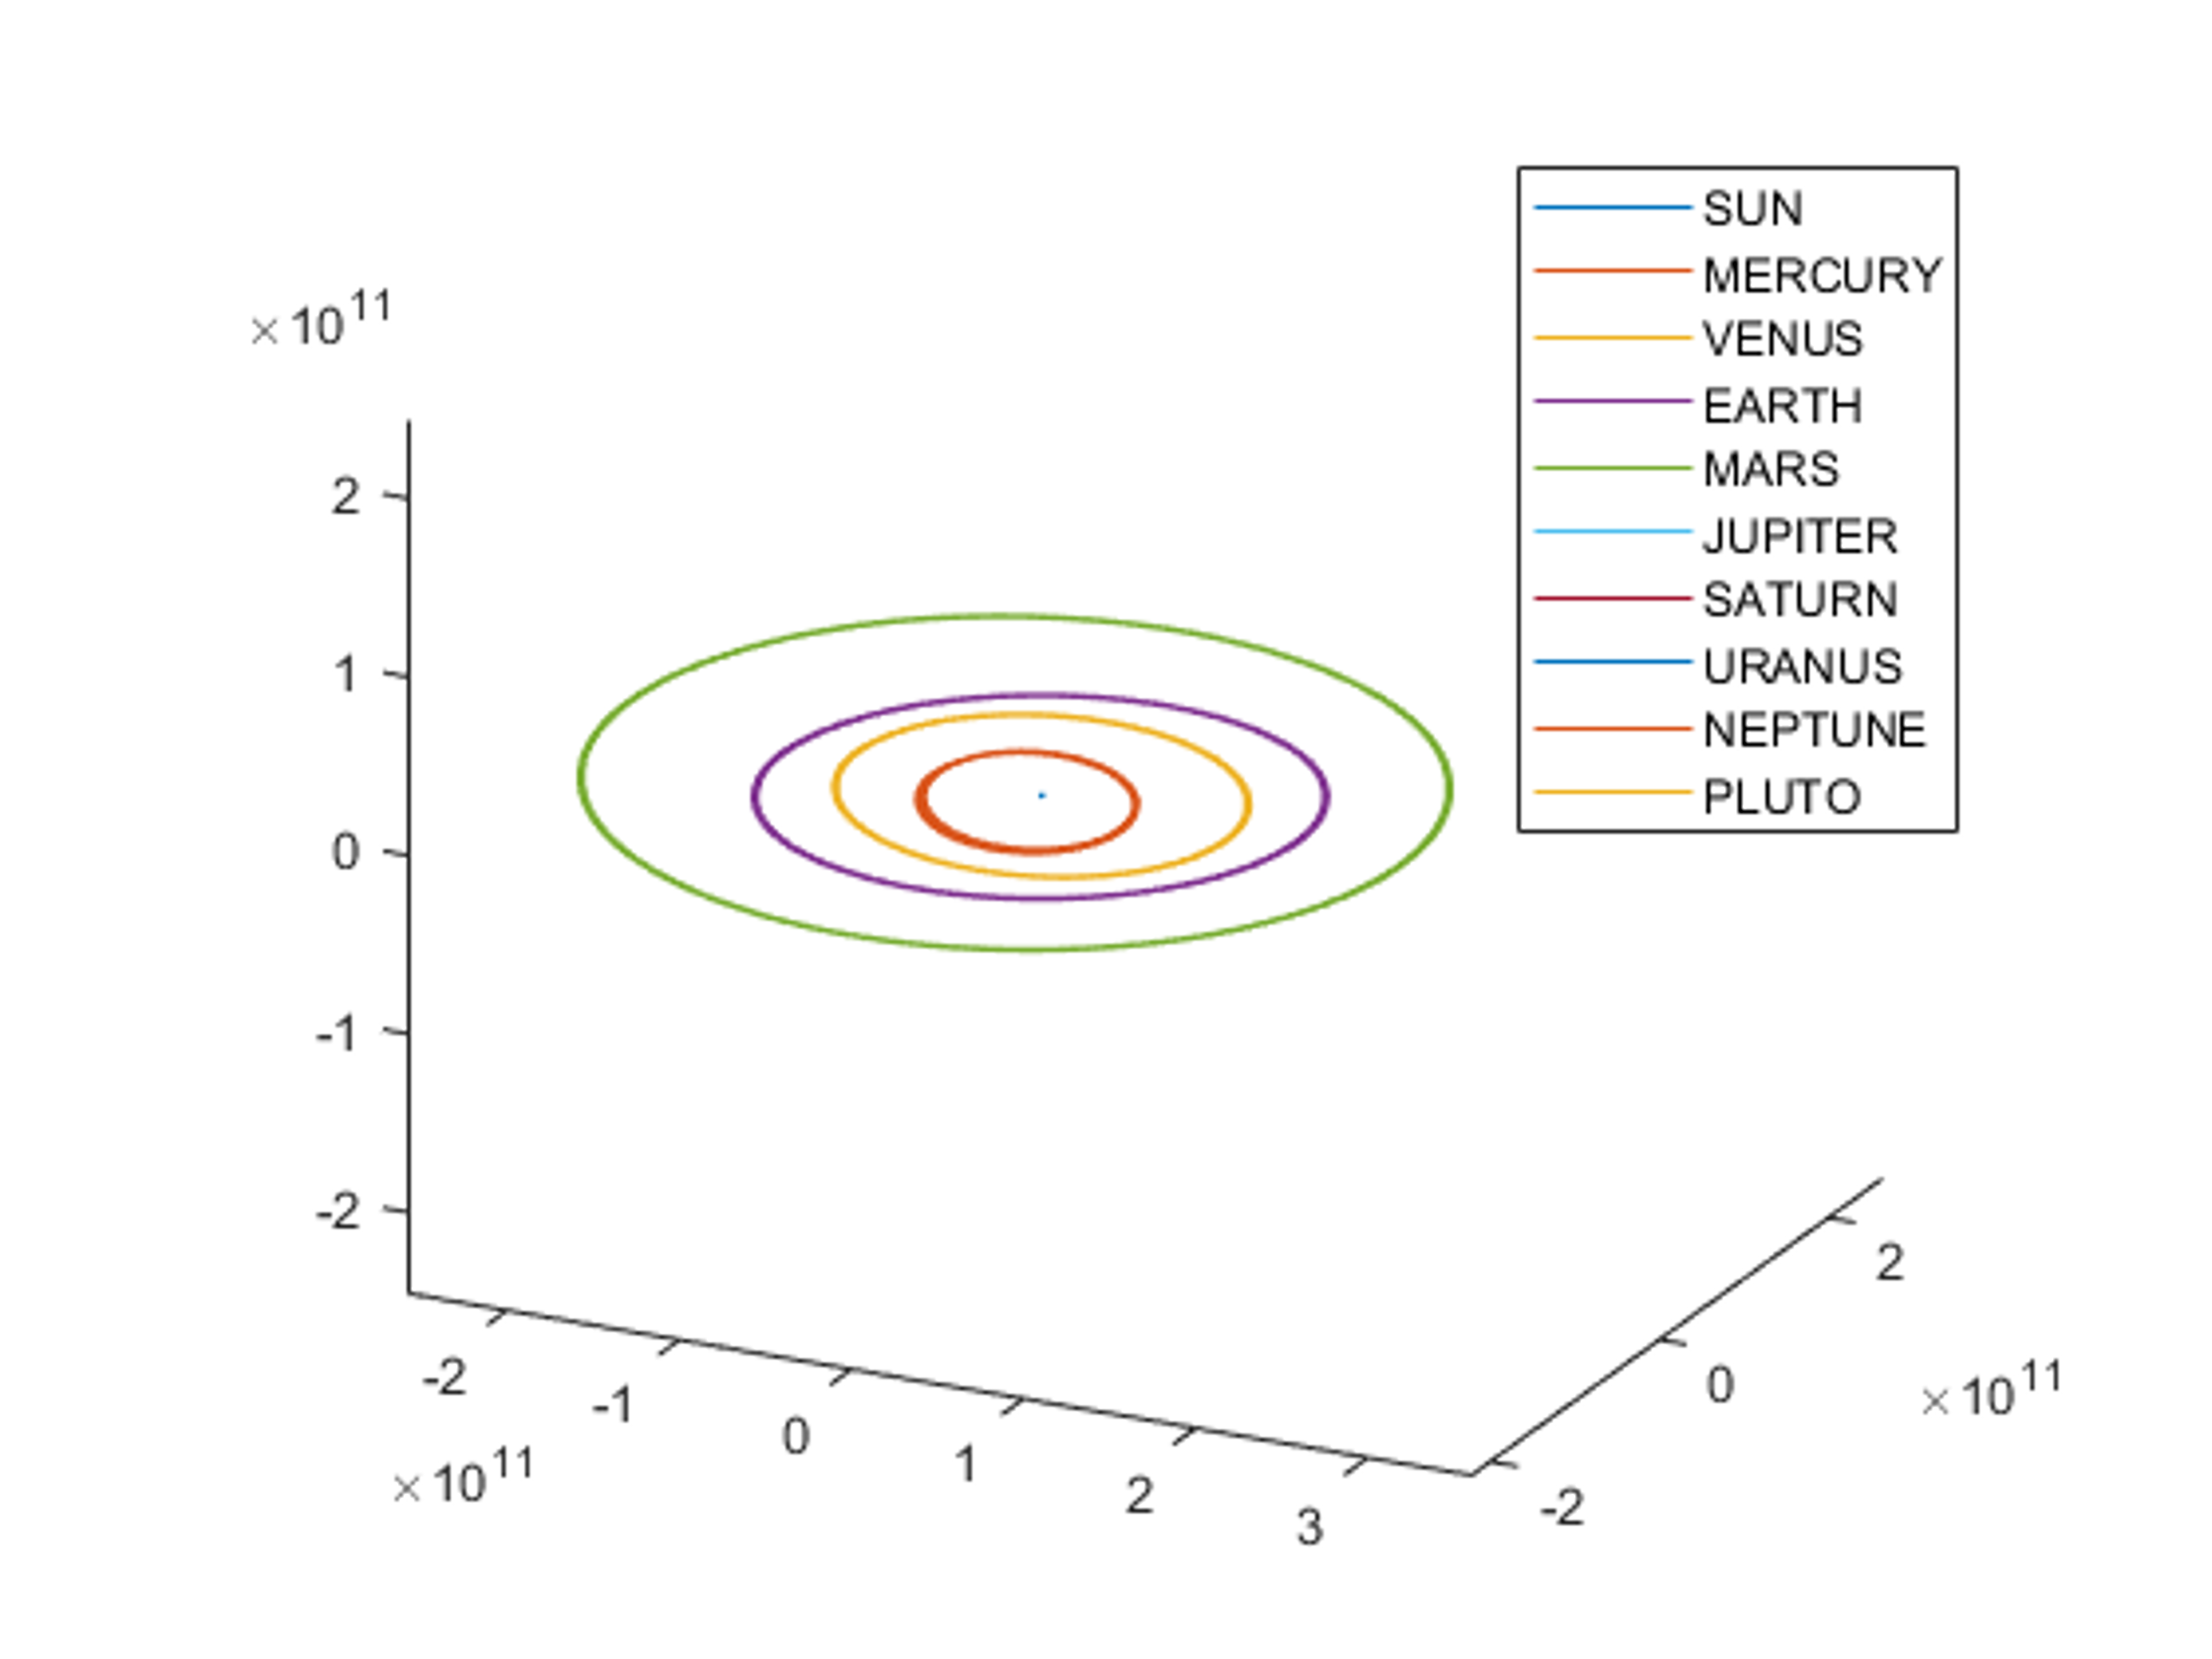 SUN
MERCURY
VENUS
EARTH
MARS
JUPITER
SATURN
URANUS
NEPTUNE
PLUTO
×10^11
2
1
0
-1
-2
-2
-1
0
1
2
3
×10^11
-2
0
2
×10^11